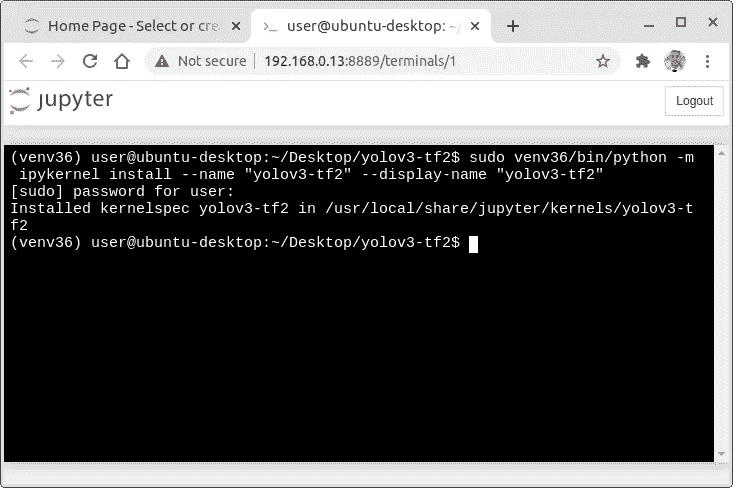 Home Page - Select or cre
user@ubuntu-desktop: ~/
Not secure 192.168.0.13:8889/terminals/1
jupyter
Logout
(venv36) user@ubuntu-desktop:~/Desktop/yolov3-tf2$ sudo venv36/bin/python -m
ipykernel install --name "yolov3-tf2" --display-name "yolov3-tf2"
[sudo] password for user:
Installed kernelspec yolov3-tf2 in /usr/local/share/jupyter/kernels/yolov3-t
f2
(venv36) user@ubuntu-desktop:~/Desktop/yolov3-tf2$